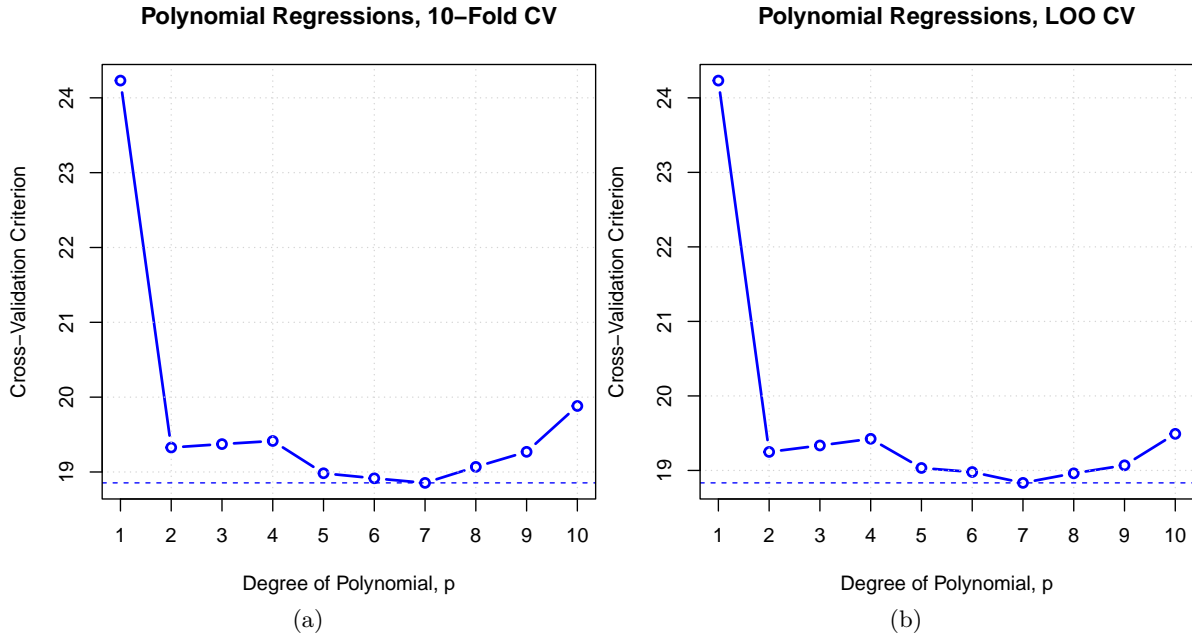 Polynomial Regressions, 10−Fold CV
Cross−Validation Criterion
24
23
22
21
20
19
1 2 3 4 5 6 7 8 9 10
Degree of Polynomial, p
(a)
Polynomial Regressions, LOO CV
Cross−Validation Criterion
24
23
22
21
20
19
1 2 3 4 5 6 7 8 9 10
Degree of Polynomial, p
(b)